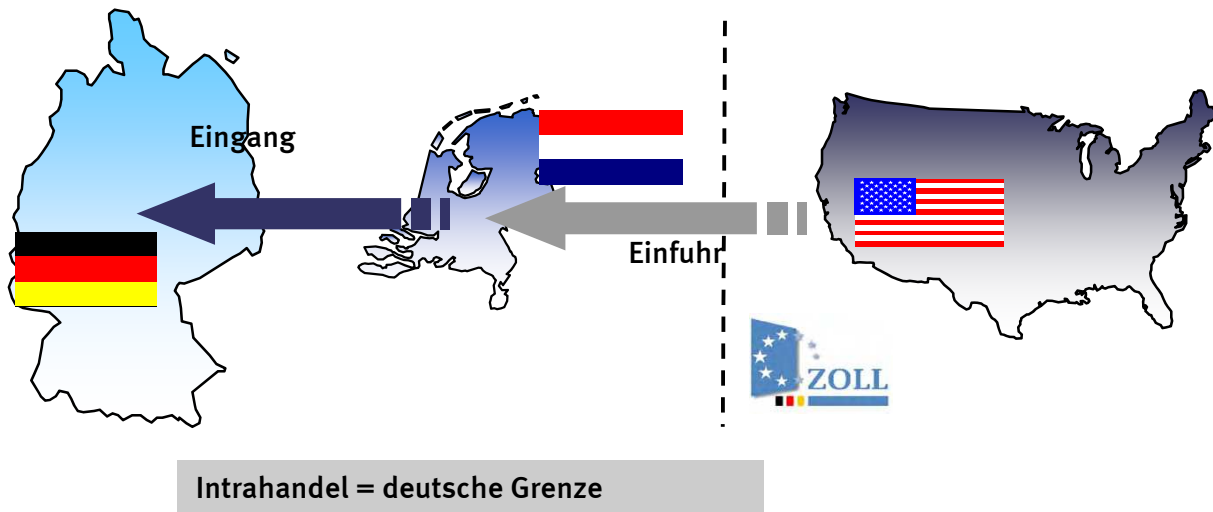 Eingang
Einfuhr
ZOLL
Intrahandel = deutsche Grenze